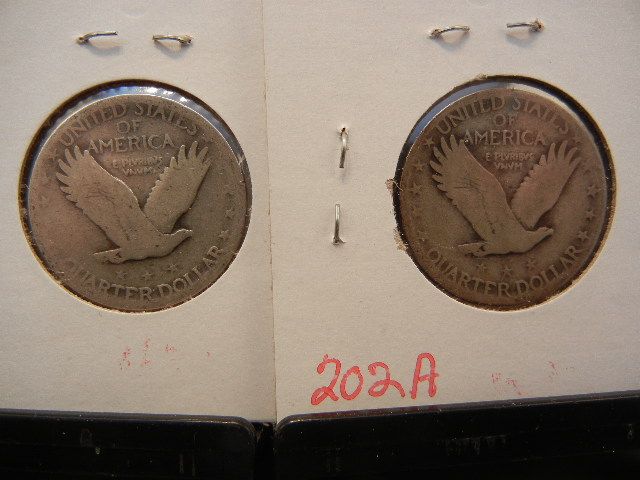 UNITED STATES
OF
AMERICA
E PLURIBUS
UNUM
QUARTER DOLLAR
UNITED STATES
OF
AMERICA
E PLURIBUS
UNUM
QUARTER DOLLAR
202A